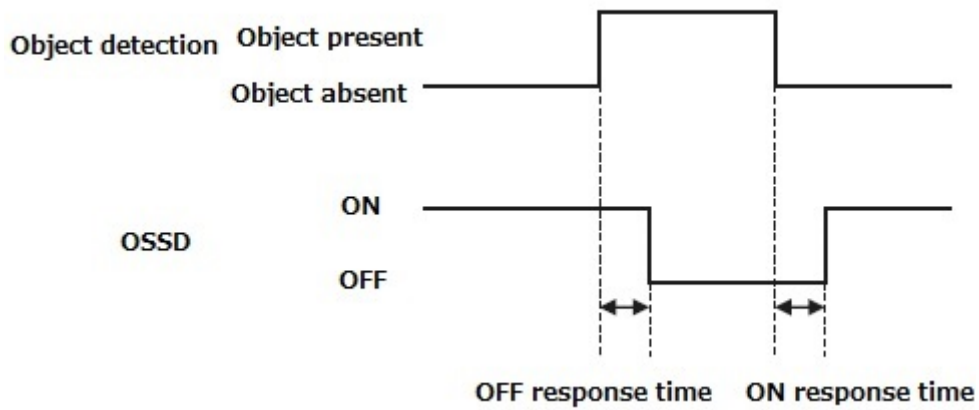 Object detection Object present
Object absent
ON
OSSD
OFF
OFF response time ON response time